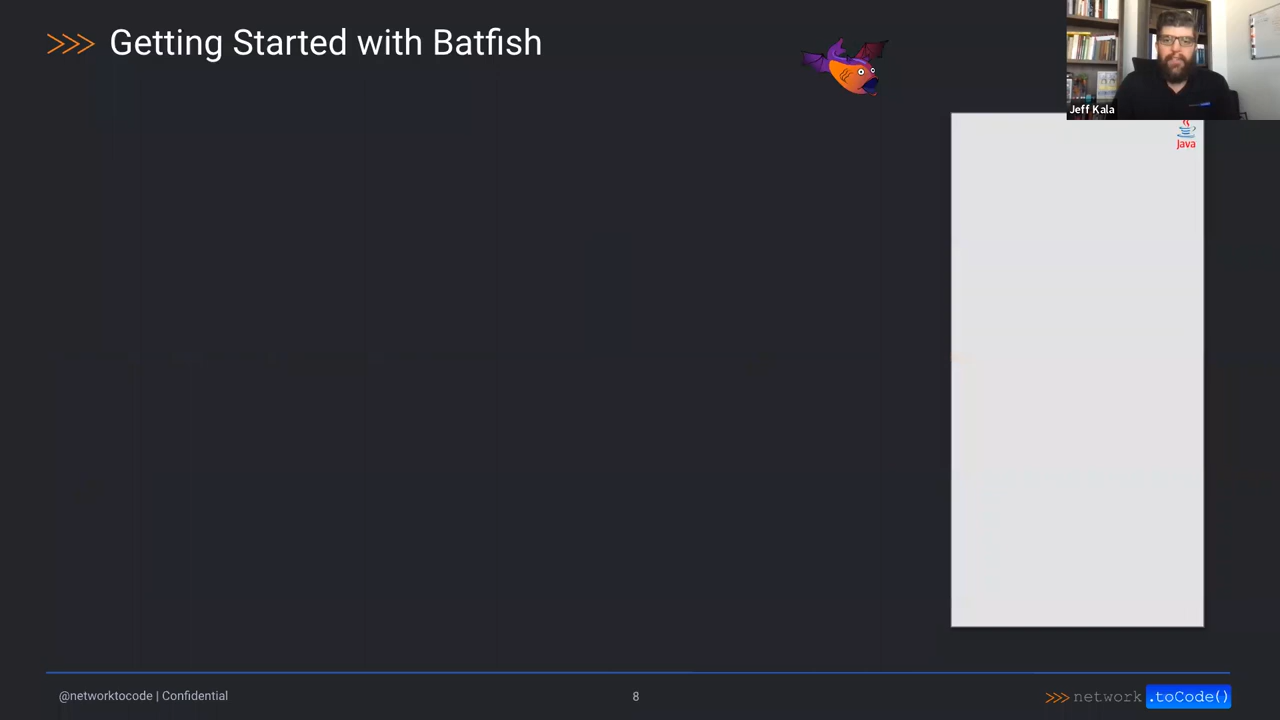 >>> Getting Started with Batfish
Jeff Kala
Java
@networktocode | Confidential
8
>>> network .toCode()